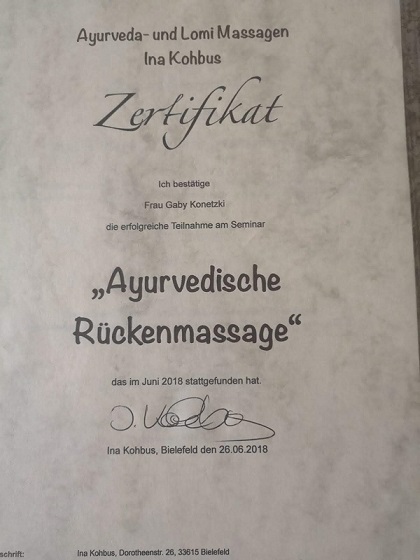 Ayurveda- und Lomi Massagen
Ina Kohbus
Zertifikat
Ich bestätige
Frau Gaby Konetzki
die erfolgreiche Teilnahme am Seminar
„Ayurvedische
Rückenmassage“
das im Juni 2018 stattgefunden hat.
Ina Kohbus, Bielefeld den 26.06.2018
schrift: Ina Kohbus, Dorotheenstr. 26, 33615 Bielefeld